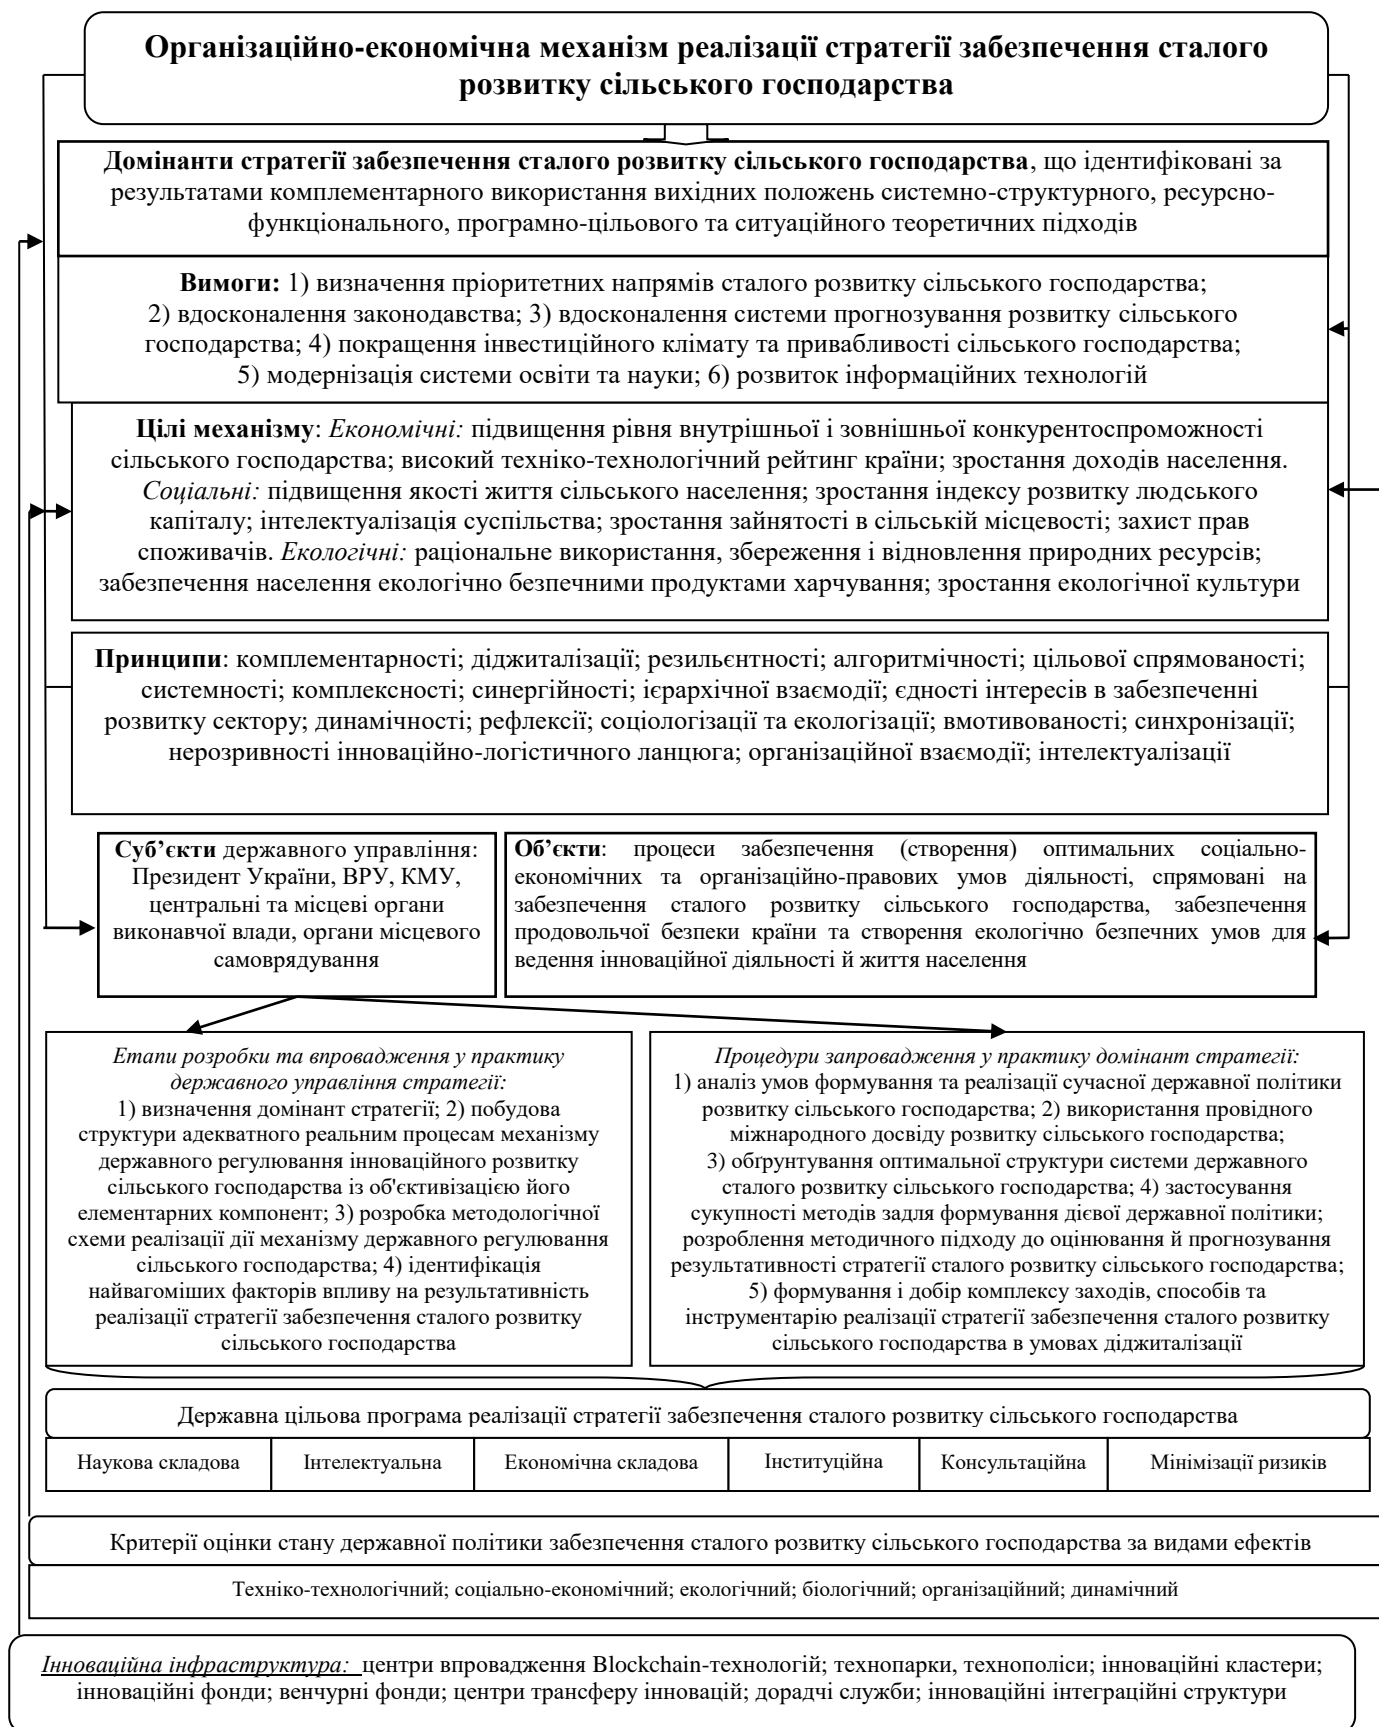 Організаційно-економічна механізм реалізації стратегії забезпечення сталого
розвитку сільського господарства
Домінанти стратегії забезпечення сталого розвитку сільського господарства, що ідентифіковані за
результатами комплементарного використання вихідних положень системно-структурного, ресурсно-
функціонального, програмно-цільового та ситуаційного теоретичних підходів
Вимоги: 1) визначення пріоритетних напрямів сталого розвитку сільського господарства;
2) вдосконалення законодавства; 3) вдосконалення системи прогнозування розвитку сільського
господарства; 4) покращення інвестиційного клімату та привабливості сільського господарства;
5) модернізація системи освіти та науки; 6) розвиток інформаційних технологій
Цілі механізму: Економічні: підвищення рівня внутрішньої і зовнішньої конкурентоспроможності
сільського господарства; високий техніко-технологічний рейтинг країни; зростання доходів населення.
Соціальні: підвищення якості життя сільського населення; зростання індексу розвитку людського
капіталу; інтелектуалізація суспільства; зростання зайнятості в сільській місцевості; захист прав
споживачів. Екологічні: раціональне використання, збереження і відновлення природних ресурсів;
забезпечення населення екологічно безпечними продуктами харчування; зростання екологічної культури
Принципи: комплементарності; діджиталізації; резильєнтності; алгоритмічності; цільової спрямованості;
системності; комплексності; синергійності; ієрархічної взаємодії; єдності інтересів в забезпеченні
розвитку сектору; динамічності; рефлексії; соціологізації та екологізації; вмотивованості; синхронізації;
нерозривності інноваційно-логістичного ланцюга; організаційної взаємодії; інтелектуалізації
Суб’єкти державного управління:
Президент України, ВРУ, КМУ,
центральні та місцеві органи
виконавчої влади, органи місцевого
самоврядування
Об’єкти: процеси забезпечення (створення) оптимальних соціально-
економічних та організаційно-правових умов діяльності, спрямовані на
забезпечення сталого розвитку сільського господарства, забезпечення
продовольчої безпеки країни та створення екологічно безпечних умов для
ведення інноваційної діяльності й життя населення
Етапи розробки та впровадження у практику
державного управління стратегії:
1) визначення домінант стратегії; 2) побудова
структури адекватного реальним процесам механізму
державного регулювання інноваційного розвитку
сільського господарства із об'єктивізацією його
елементарних компонент; 3) розробка методологічної
схеми реалізації дії механізму державного регулювання
сільського господарства; 4) ідентифікація
найвагоміших факторів впливу на результативність
реалізації стратегії забезпечення сталого розвитку
сільського господарства
Процедури запровадження у практику домінант стратегії:
1) аналіз умов формування та реалізації сучасної державної політики
розвитку сільського господарства; 2) використання провідного
міжнародного досвіду розвитку сільського господарства;
3) обґрунтування оптимальної структури системи державного
сталого розвитку сільського господарства; 4) застосування
сукупності методів задля формування дієвої державної політики;
розроблення методичного підходу до оцінювання й прогнозування
результативності стратегії сталого розвитку сільського господарства;
5) формування і добір комплексу заходів, способів та
інструментарію реалізації стратегії забезпечення сталого розвитку
сільського господарства в умовах діджиталізації
Державна цільова програма реалізації стратегії забезпечення сталого розвитку сільського господарства
Наукова складова
Інтелектуальна
Економічна складова
Інституційна
Консультаційна
Мінімізації ризиків
Критерії оцінки стану державної політики забезпечення сталого розвитку сільського господарства за видами ефектів
Техніко-технологічний; соціально-економічний; екологічний; біологічний; організаційний; динамічний
Інноваційна інфраструктура: центри впровадження Blockchain-технологій; технопарки, технополіси; інноваційні кластери;
інноваційні фонди; венчурні фонди; центри трансферу інновацій; дорадчі служби; інноваційні інтеграційні структури